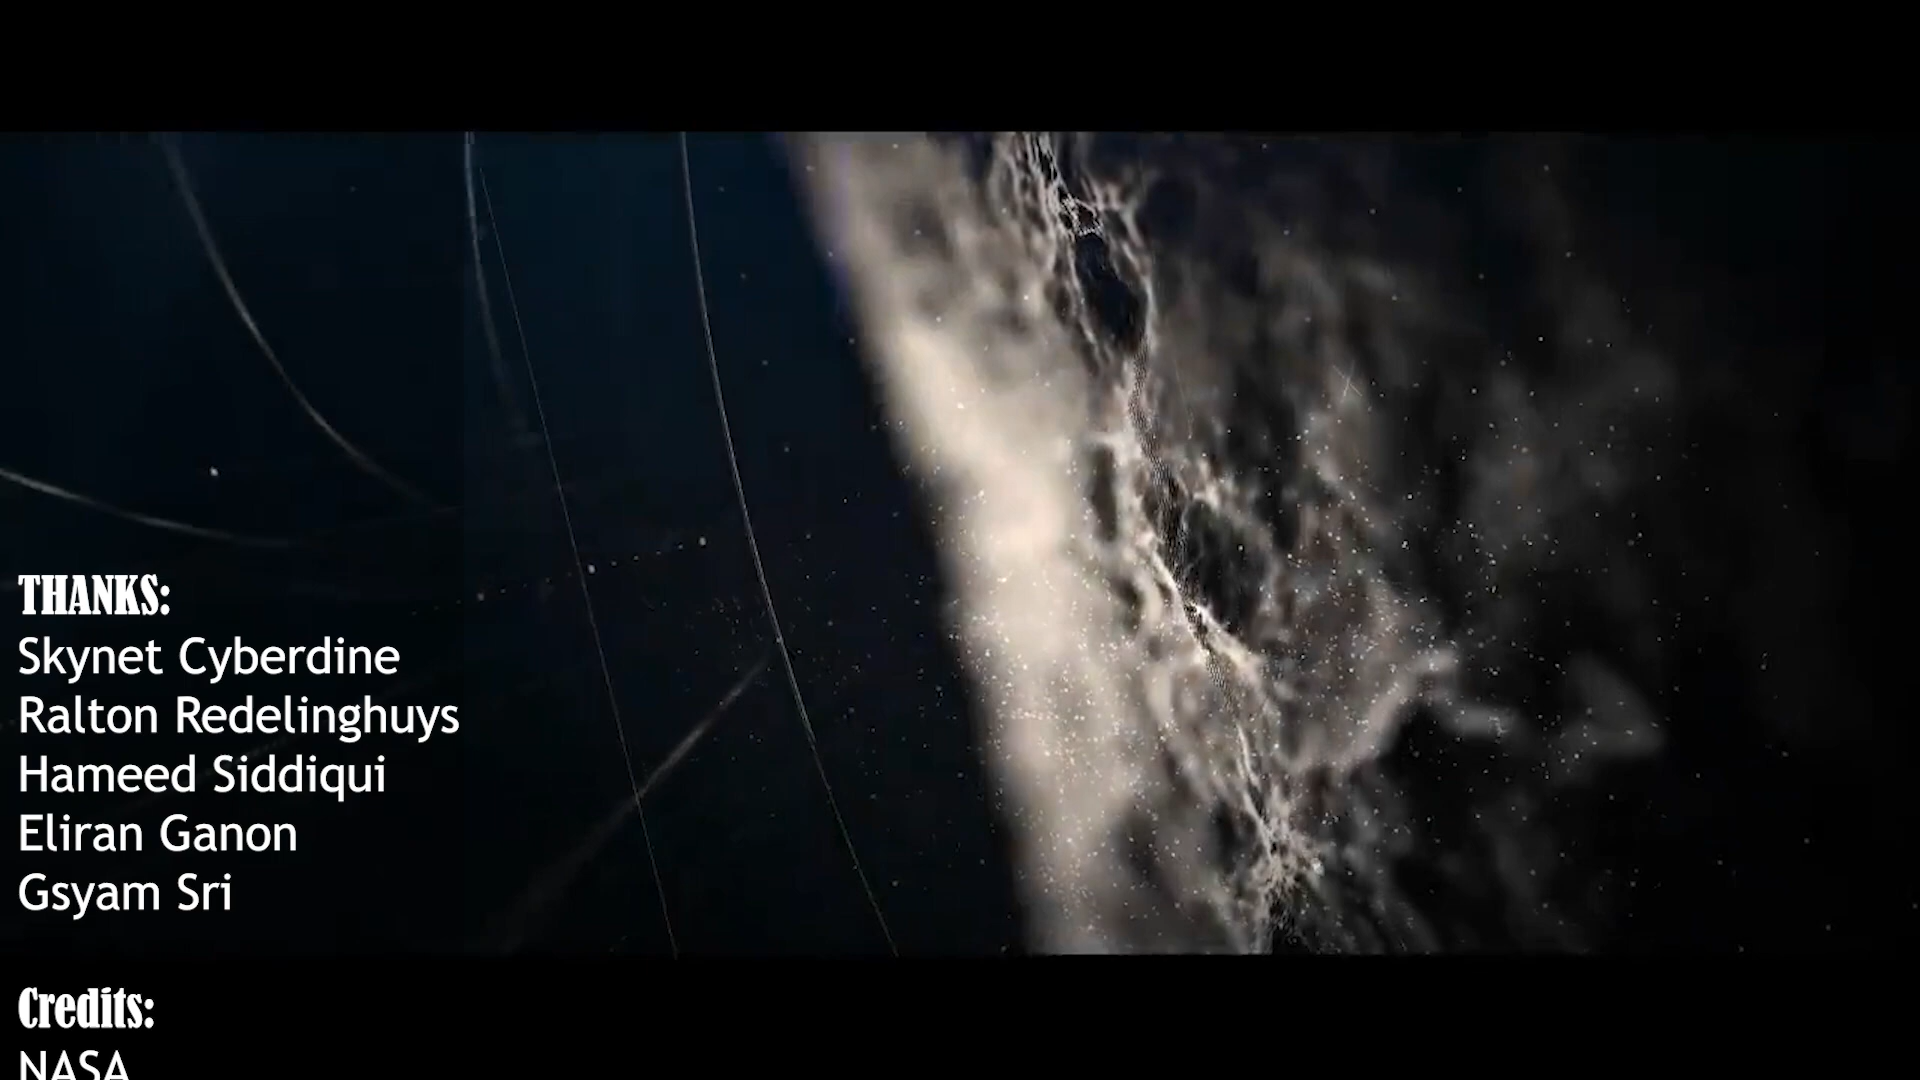 THANKS:
Skynet Cyberdine
Ralton Redelinghuys
Hameed Siddiqui
Eliran Ganon
Gsyam Sri
Credits:
NASA